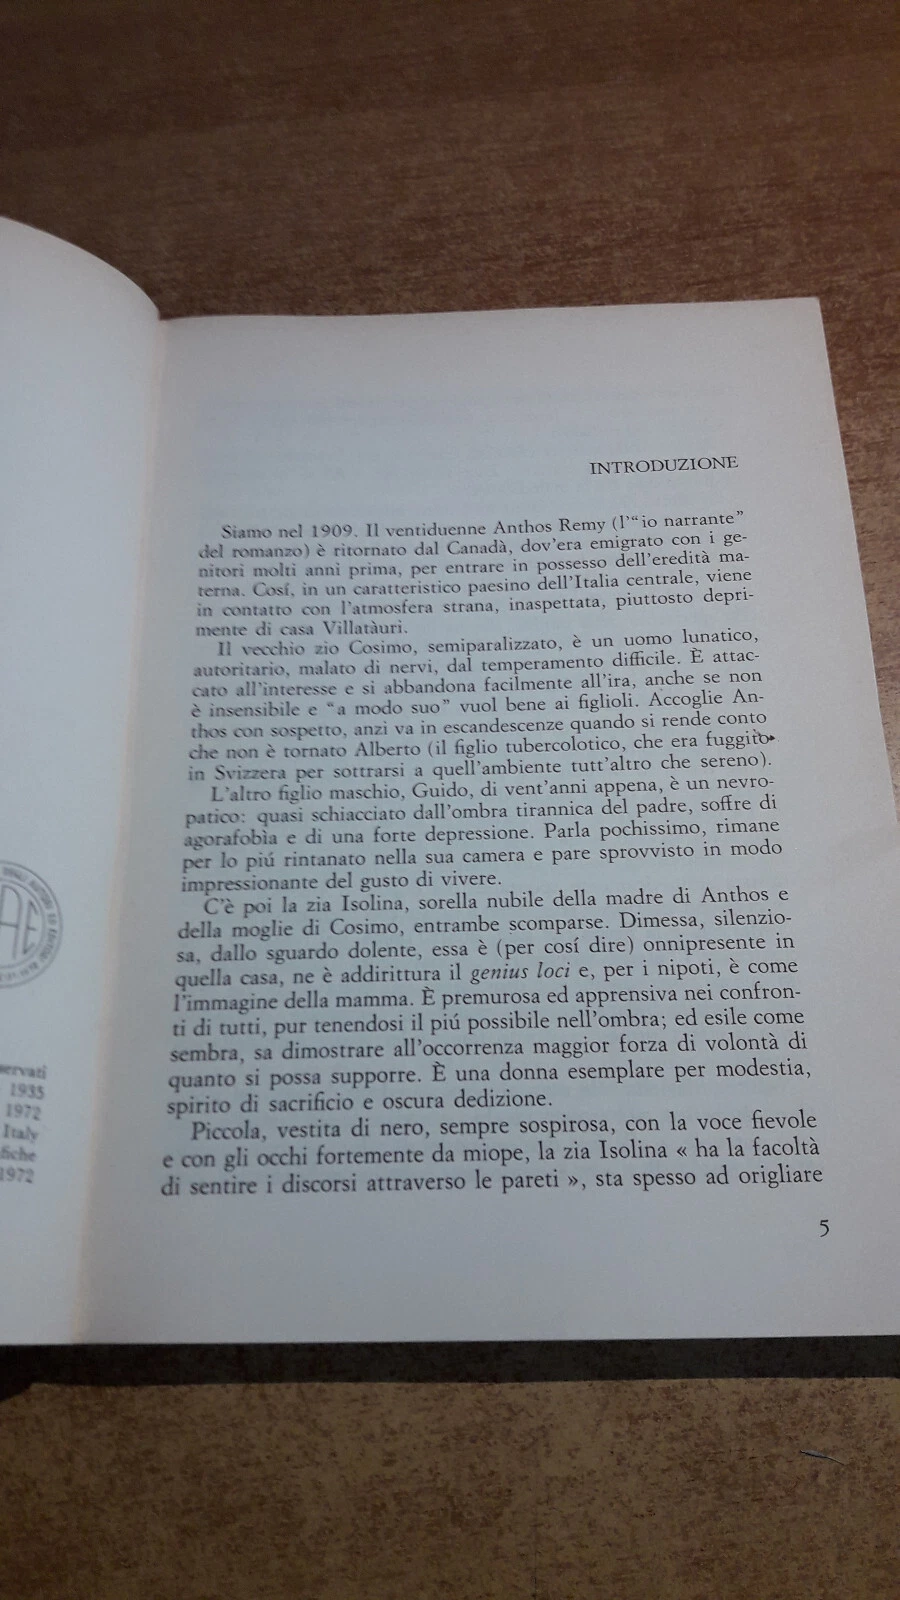 INTRODUZIONE
Siamo nel 1909. Il ventiduenne Anthos Remy (l'“io narrante”
del romanzo) è ritornato dal Canadà, dov'era emigrato con i ge-
nitori molti anni prima, per entrare in possesso dell'eredità ma-
terna. Cosí, in un caratteristico paesino dell'Italia centrale, viene
in contatto con l'atmosfera strana, inaspettata, piuttosto depri-
mente di casa Villatàuri.
Il vecchio zio Cosimo, semiparalizzato, è un uomo lunatico,
autoritario, malato di nervi, dal temperamento difficile. È attac-
cato all'interesse e si abbandona facilmente all'ira, anche se non
è insensibile e “a modo suo” vuol bene ai figlioli. Accoglie An-
thos con sospetto, anzi va in escandescenze quando si rende conto
che non è tornato Alberto (il figlio tubercolotico, che era fuggito
in Svizzera per sottrarsi a quell'ambiente tutt'altro che sereno).
L'altro figlio maschio, Guido, di vent'anni appena, è un nevro-
patico: quasi schiacciato dall'ombra tirannica del padre, soffre di
agorafobìa e di una forte depressione. Parla pochissimo, rimane
per lo piú rintanato nella sua camera e pare sprovvisto in modo
impressionante del gusto di vivere.
C'è poi la zia Isolina, sorella nubile della madre di Anthos e
della moglie di Cosimo, entrambe scomparse. Dimessa, silenzio-
sa, dallo sguardo dolente, essa è (per cosí dire) onnipresente in
quella casa, ne è addirittura il genius loci e, per i nipoti, è come
l'immagine della mamma. È premurosa ed apprensiva nei confron-
ti di tutti, pur tenendosi il piú possibile nell'ombra; ed esile come
sembra, sa dimostrare all'occorrenza maggior forza di volontà di
quanto si possa supporre. È una donna esemplare per modestia,
spirito di sacrificio e oscura dedizione.
Piccola, vestita di nero, sempre sospirosa, con la voce fievole
e con gli occhi fortemente da miope, la zia Isolina « ha la facoltà
di sentire i discorsi attraverso le pareti », sta spesso ad origliare
5
servati
1935
1972
Italy
fiche
1972